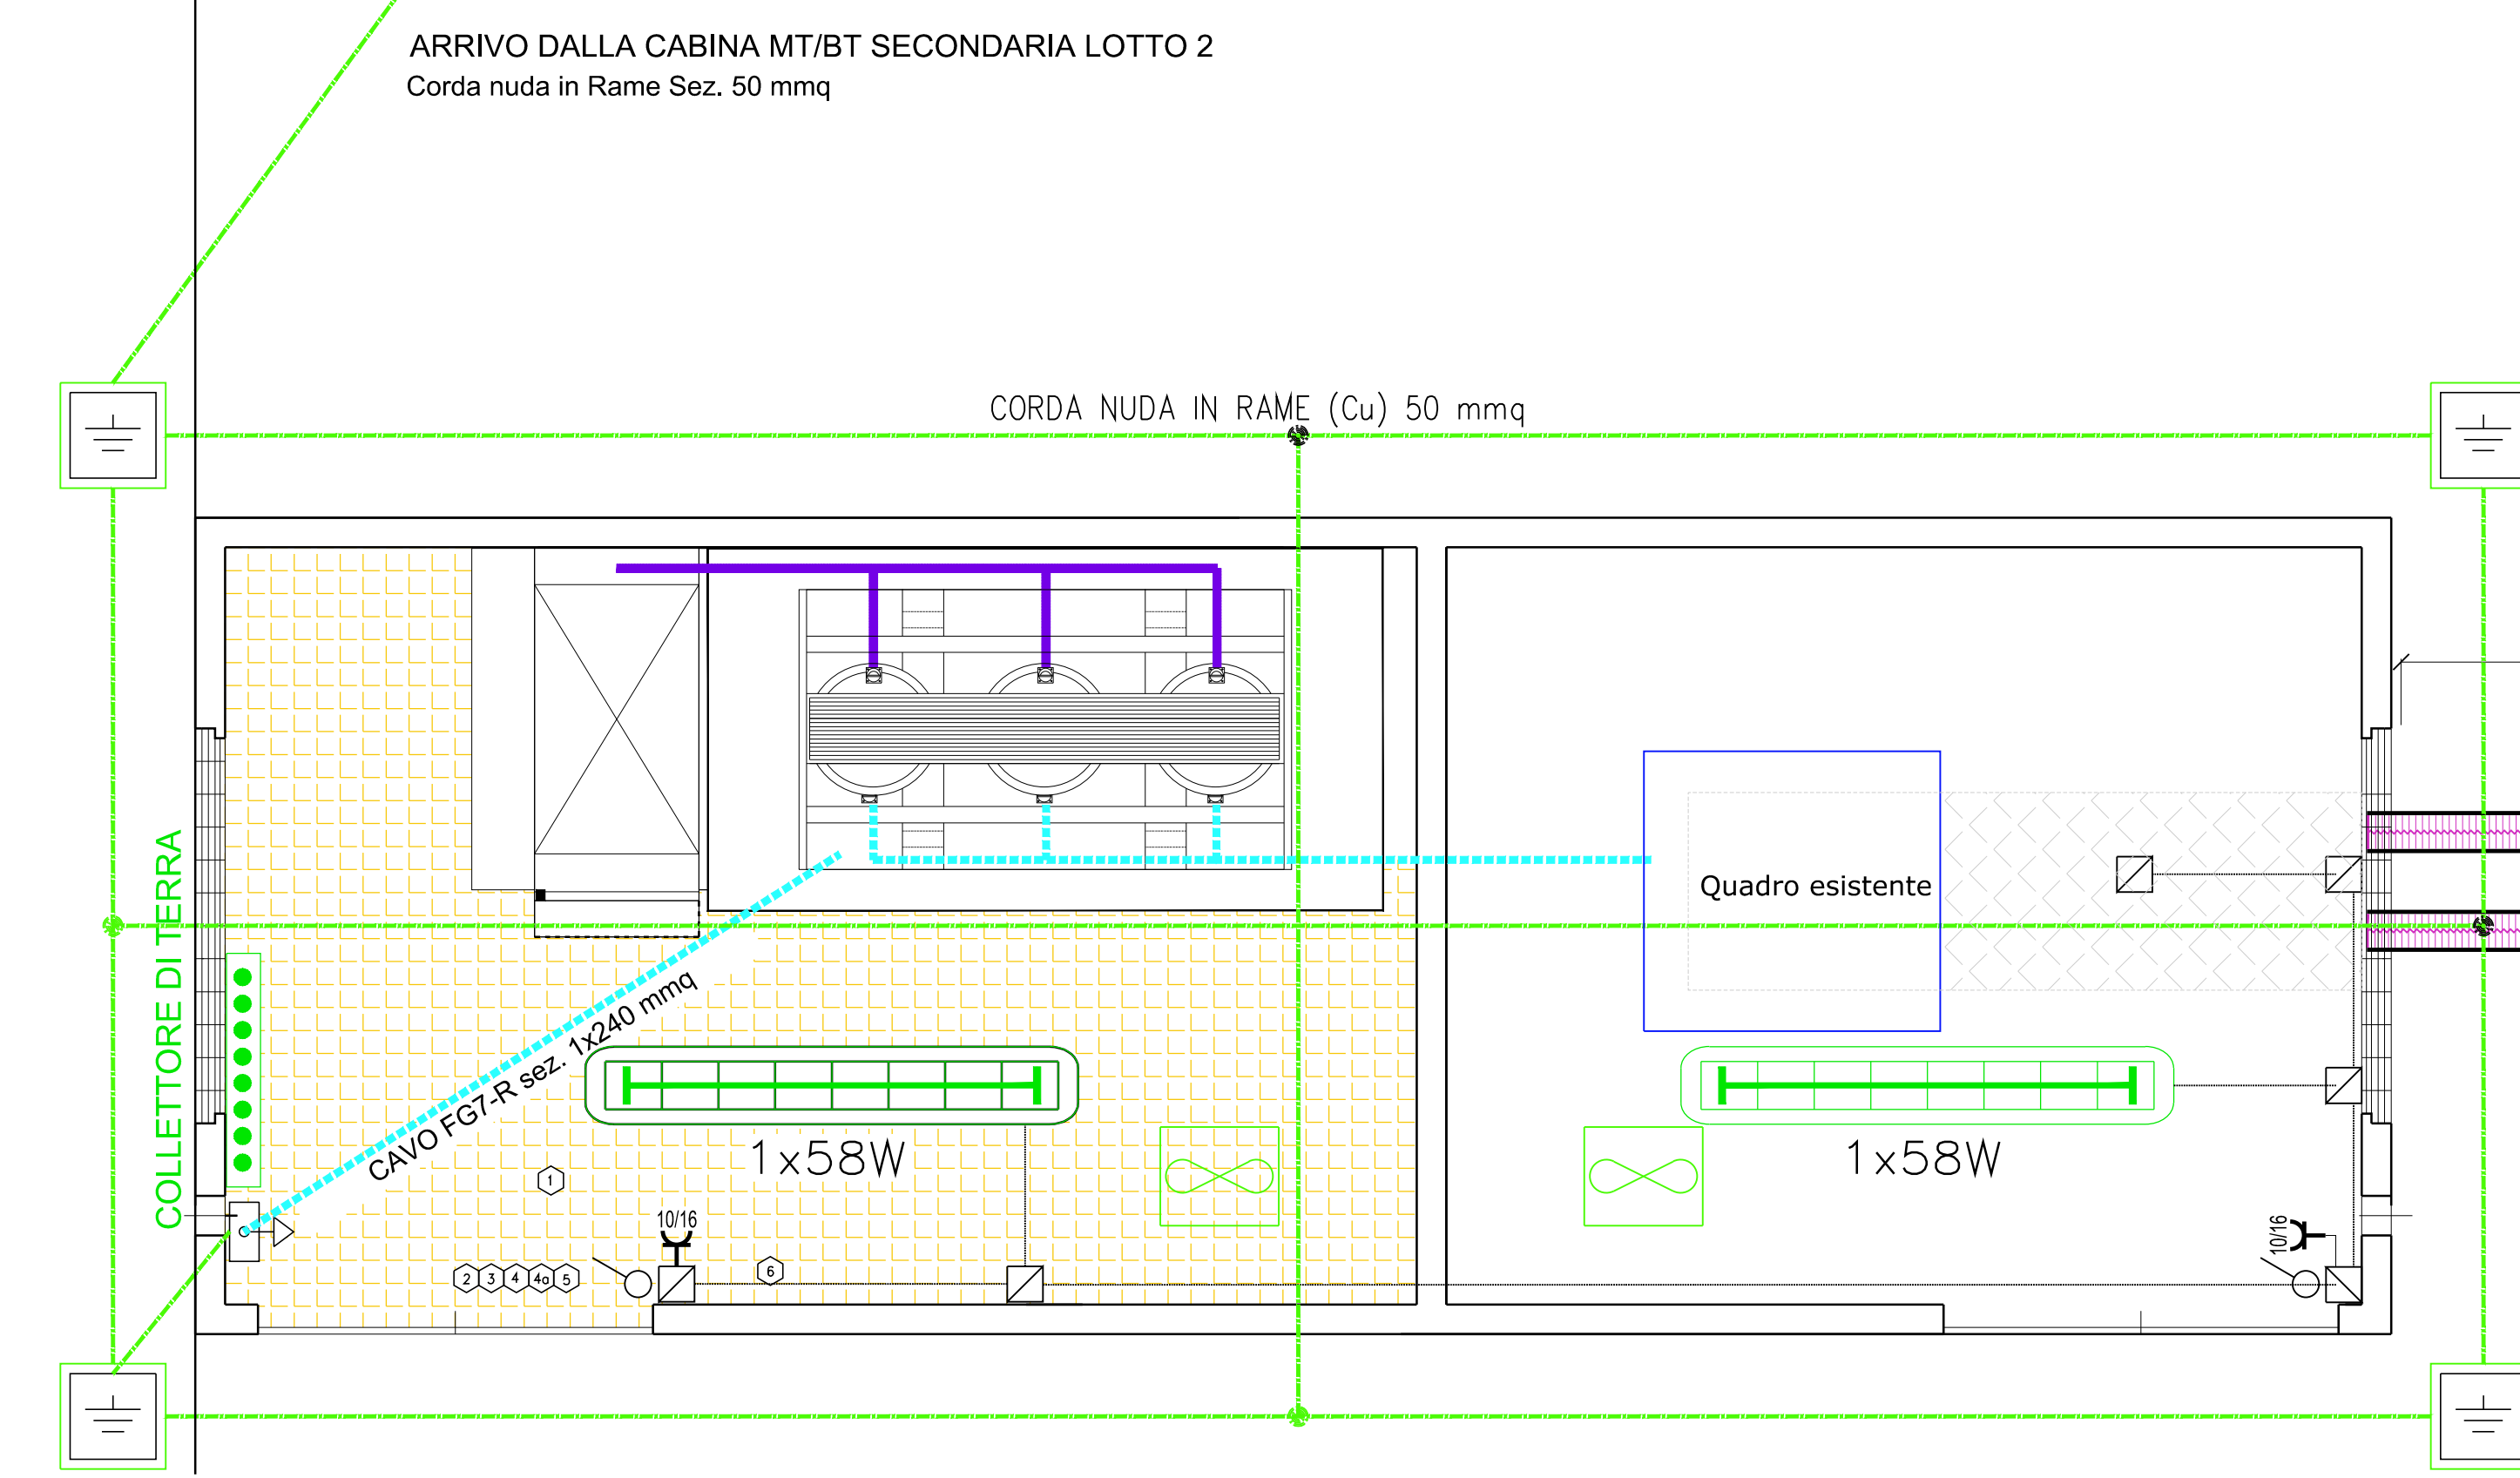 ARRIVO DALLA CABINA MT/BT SECONDARIA LOTTO 2
Corda nuda in Rame Sez. 50 mmq
CORDA NUDA IN RAME (Cu) 50 mmq
COLLETTORE DI TERRA
Quadro esistente
CAVO FG7-R sez. 1x240 mmq
1x58W
1x58W
1
10/16
10/16
6
2 3 4 4a 5